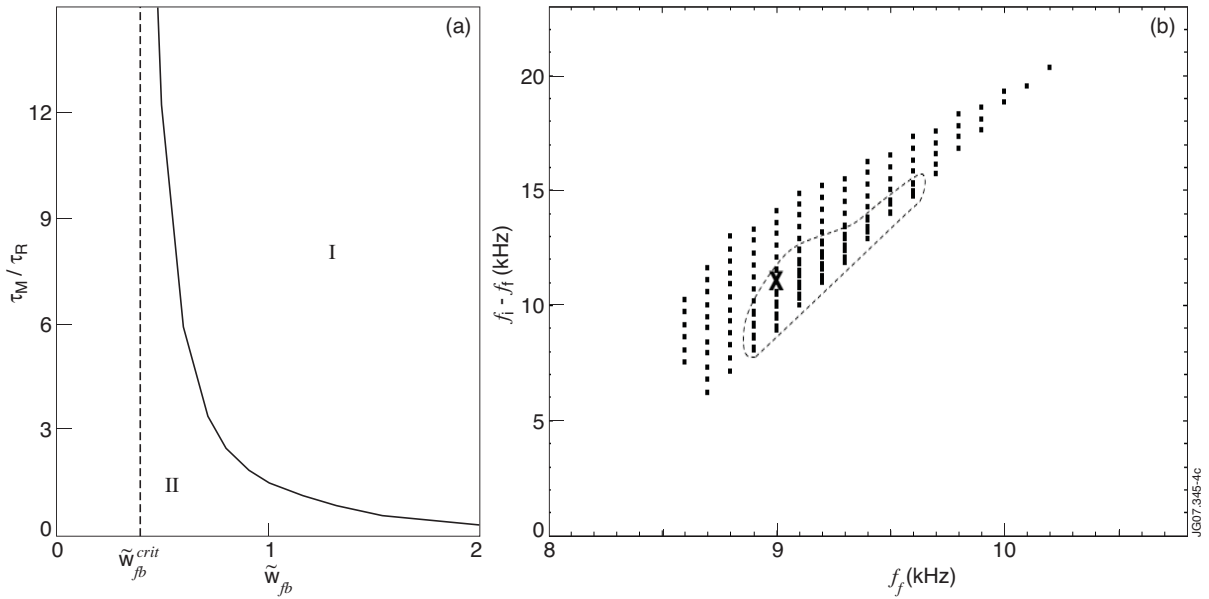 (a)
12
9
6
3
0
τM / τR
I
II
0
1
2
w̃fb^crit
w̃fb
(b)
20
15
10
5
0
fi - ff (kHz)
X
8
9
10
ff (kHz)
JG07.345-4c